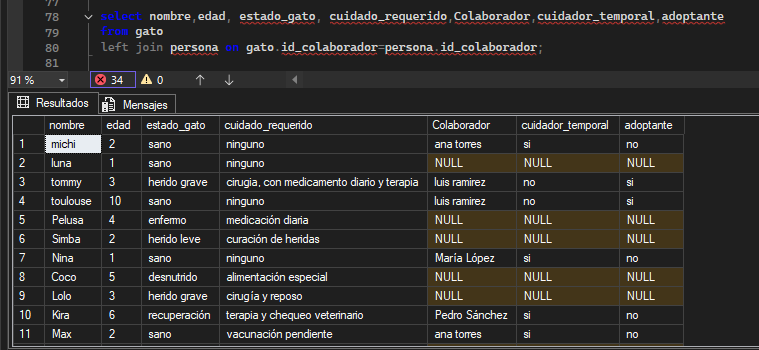 77
78 select nombre,edad, estado_gato, cuidado_requerido,Colaborador,cuidador_temporal,adoptante
79 from gato
80 left join persona on gato.id_colaborador=persona.id_colaborador;
81
91 % 34 0
Resultados Mensajes
nombre edad estado_gato cuidado_requerido Colaborador cuidador_temporal adoptante
1 michi 2 sano ninguno ana torres si no
2 luna 1 sano ninguno NULL NULL NULL
3 tommy 3 herido grave cirugia, con medicamento diario y terapia luis ramirez no si
4 toulouse 10 sano ninguno luis ramirez no si
5 Pelusa 4 enfermo medicación diaria NULL NULL NULL
6 Simba 2 herido leve curación de heridas NULL NULL NULL
7 Nina 1 sano ninguno María López si no
8 Coco 5 desnutrido alimentación especial NULL NULL NULL
9 Lolo 3 herido grave cirugía y reposo NULL NULL NULL
10 Kira 6 recuperación terapia y chequeo veterinario Pedro Sánchez si no
11 Max 2 sano vacunación pendiente ana torres si no